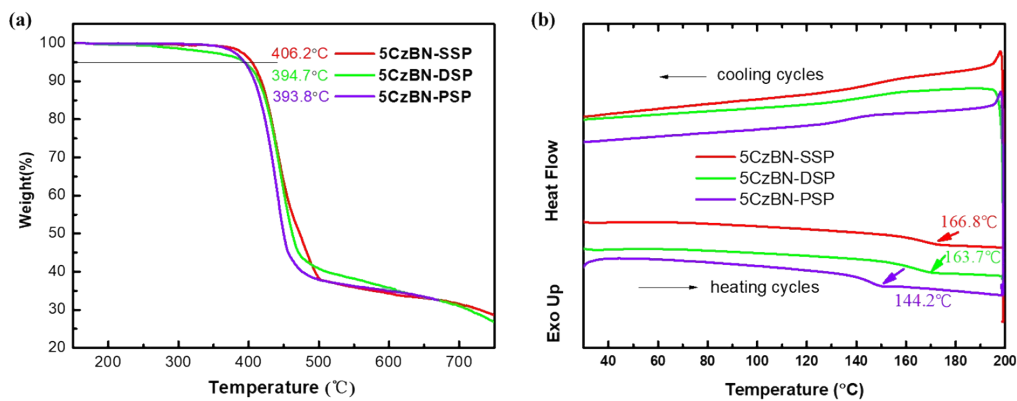 (a)
Weight(%)
100
90
80
70
60
50
40
30
20
406.2°C
5CzBN-SSP
394.7°C
5CzBN-DSP
393.8°C
5CzBN-PSP
200
300
400
500
600
700
Temperature (℃)
(b)
Heat Flow
Exo Up
cooling cycles
5CzBN-SSP
5CzBN-DSP
5CzBN-PSP
166.8℃
163.7℃
144.2℃
heating cycles
40
60
80
100
120
140
160
180
200
Temperature (°C)